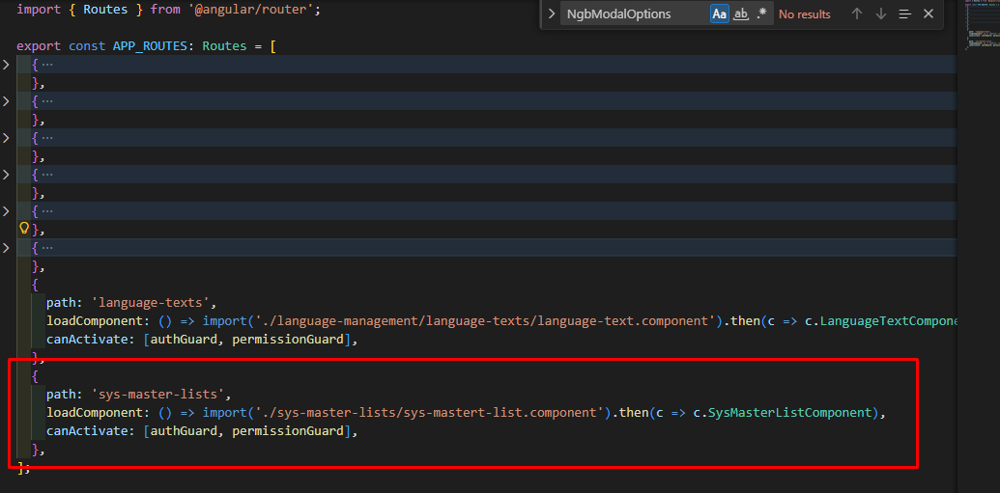 import { Routes } from '@angular/router';
NgbModalOptions Aa ab .* No results
export const APP_ROUTES: Routes = [
{ ···
},
{ ···
},
{ ···
},
{ ···
},
{ ···
},
{ ···
},
{
path: 'language-texts',
loadComponent: () => import('./language-management/language-texts/language-text.component').then(c => c.LanguageTextCompone
canActivate: [authGuard, permissionGuard],
},
{
path: 'sys-master-lists',
loadComponent: () => import('./sys-master-lists/sys-mastert-list.component').then(c => c.SysMasterListComponent),
canActivate: [authGuard, permissionGuard],
},
];